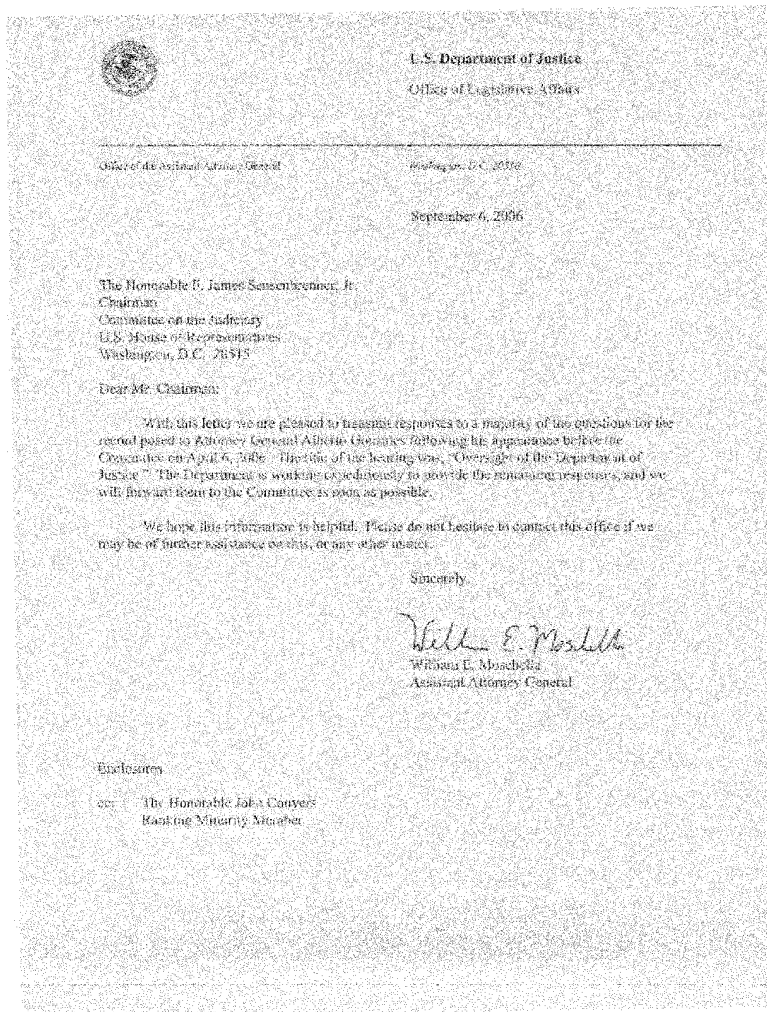 U.S. Department of Justice
Office of Legislative Affairs
Office of the Assistant Attorney General
Washington, D.C. 20530
September 6, 2006
The Honorable F. James Sensenbrenner, Jr.
Chairman
Committee on the Judiciary
U.S. House of Representatives
Washington, D.C. 20515
Dear Mr. Chairman:
With this letter we are pleased to transmit responses to a majority of the questions for the
record posed to Attorney General Alberto Gonzales following his appearance before the
Committee on April 6, 2006. The title of the hearing was, "Oversight of the Department of
Justice." The Department is working expeditiously to provide the remaining responses, and we
will forward them to the Committee as soon as possible.
We hope this information is helpful. Please do not hesitate to contact this office if we
may be of further assistance on this, or any other matter.
Sincerely,
William E. Moschella
William E. Moschella
Assistant Attorney General
Enclosures
cc: The Honorable John Conyers
Ranking Minority Member